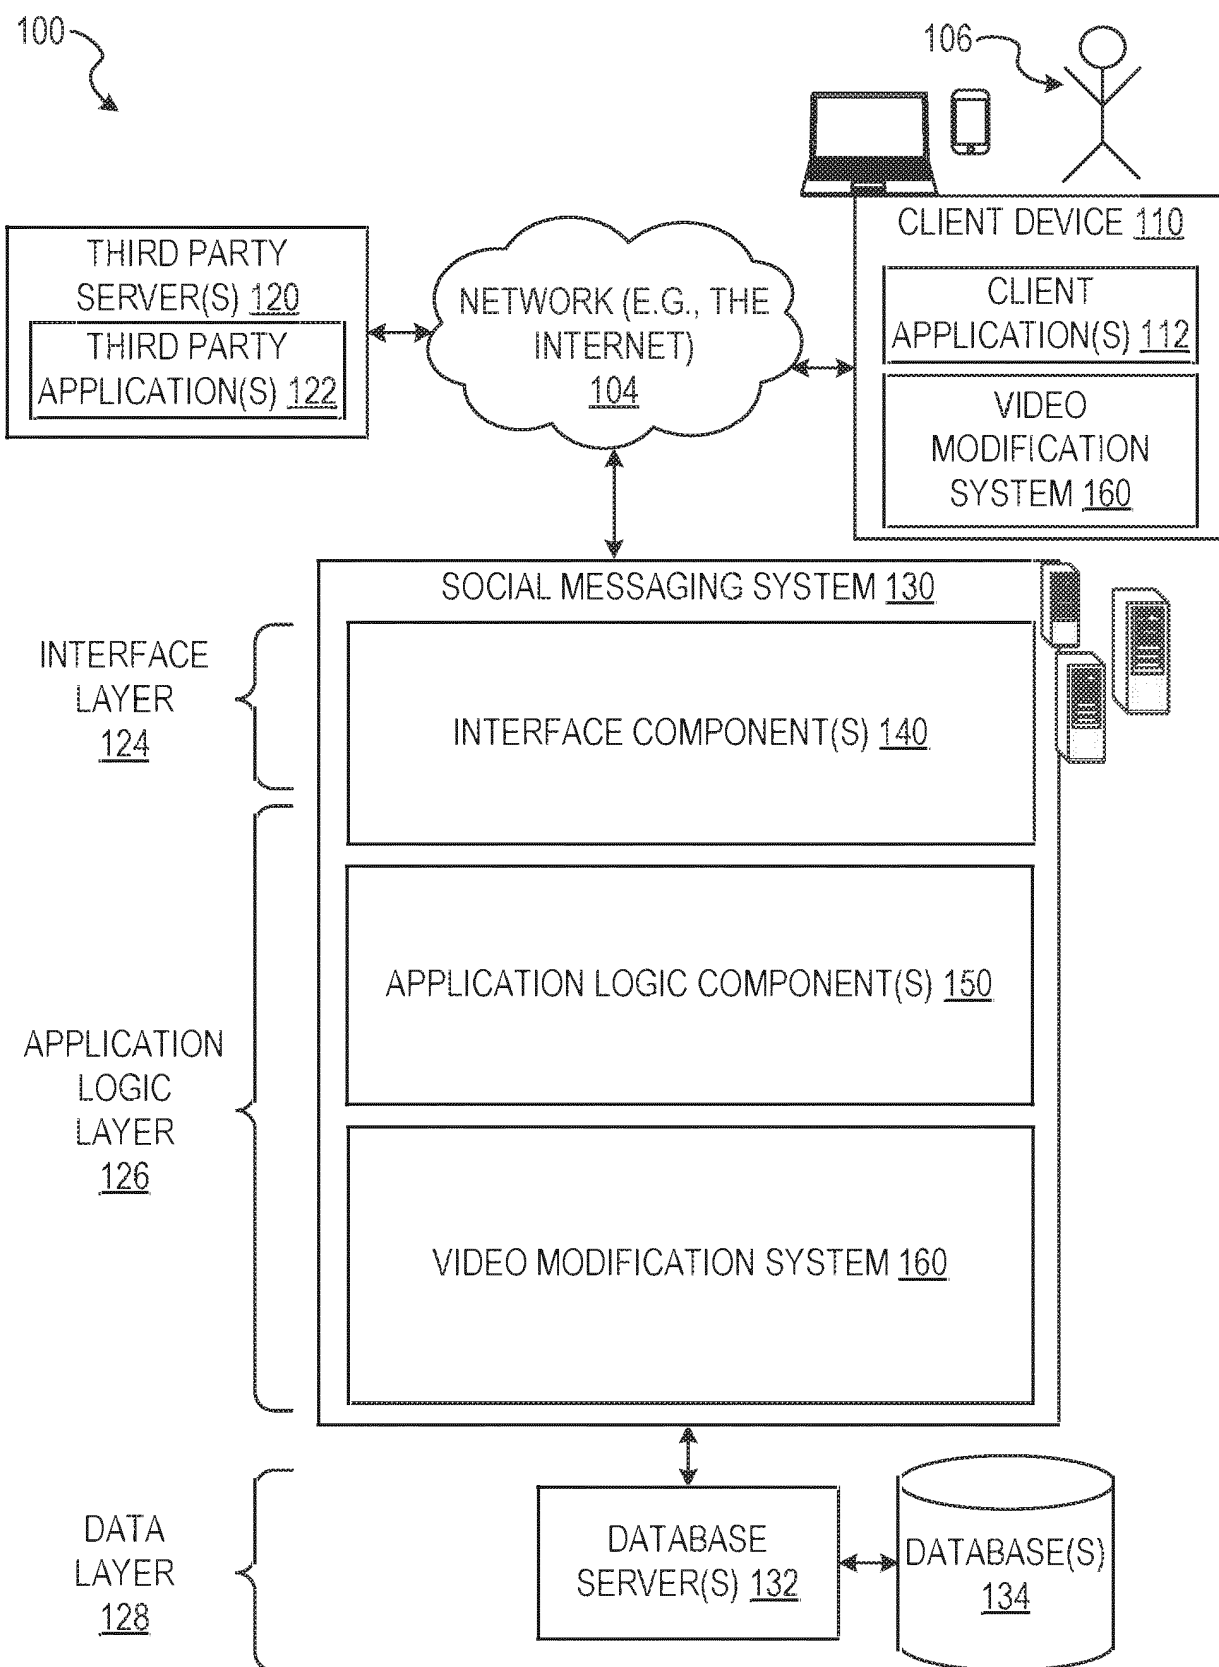 100
106
CLIENT DEVICE 110
CLIENT
APPLICATION(S) 112
VIDEO
MODIFICATION
SYSTEM 160
THIRD PARTY
SERVER(S) 120
THIRD PARTY
APPLICATION(S) 122
NETWORK (E.G., THE
INTERNET)
104
SOCIAL MESSAGING SYSTEM 130
INTERFACE
LAYER
124
INTERFACE COMPONENT(S) 140
APPLICATION LOGIC COMPONENT(S) 150
APPLICATION
LOGIC
LAYER
126
VIDEO MODIFICATION SYSTEM 160
DATA
LAYER
128
DATABASE
SERVER(S) 132
DATABASE(S)
134